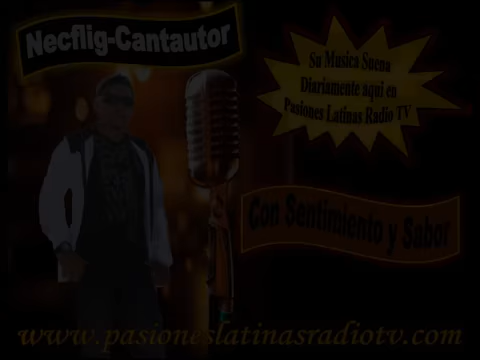 Necflig-Cantautor
Su Musica Suena
Diariamente aqui en
Pasiones Latinas Radio TV
Con Sentimiento y Sabor
www.pasioneslatinasradiotv.com